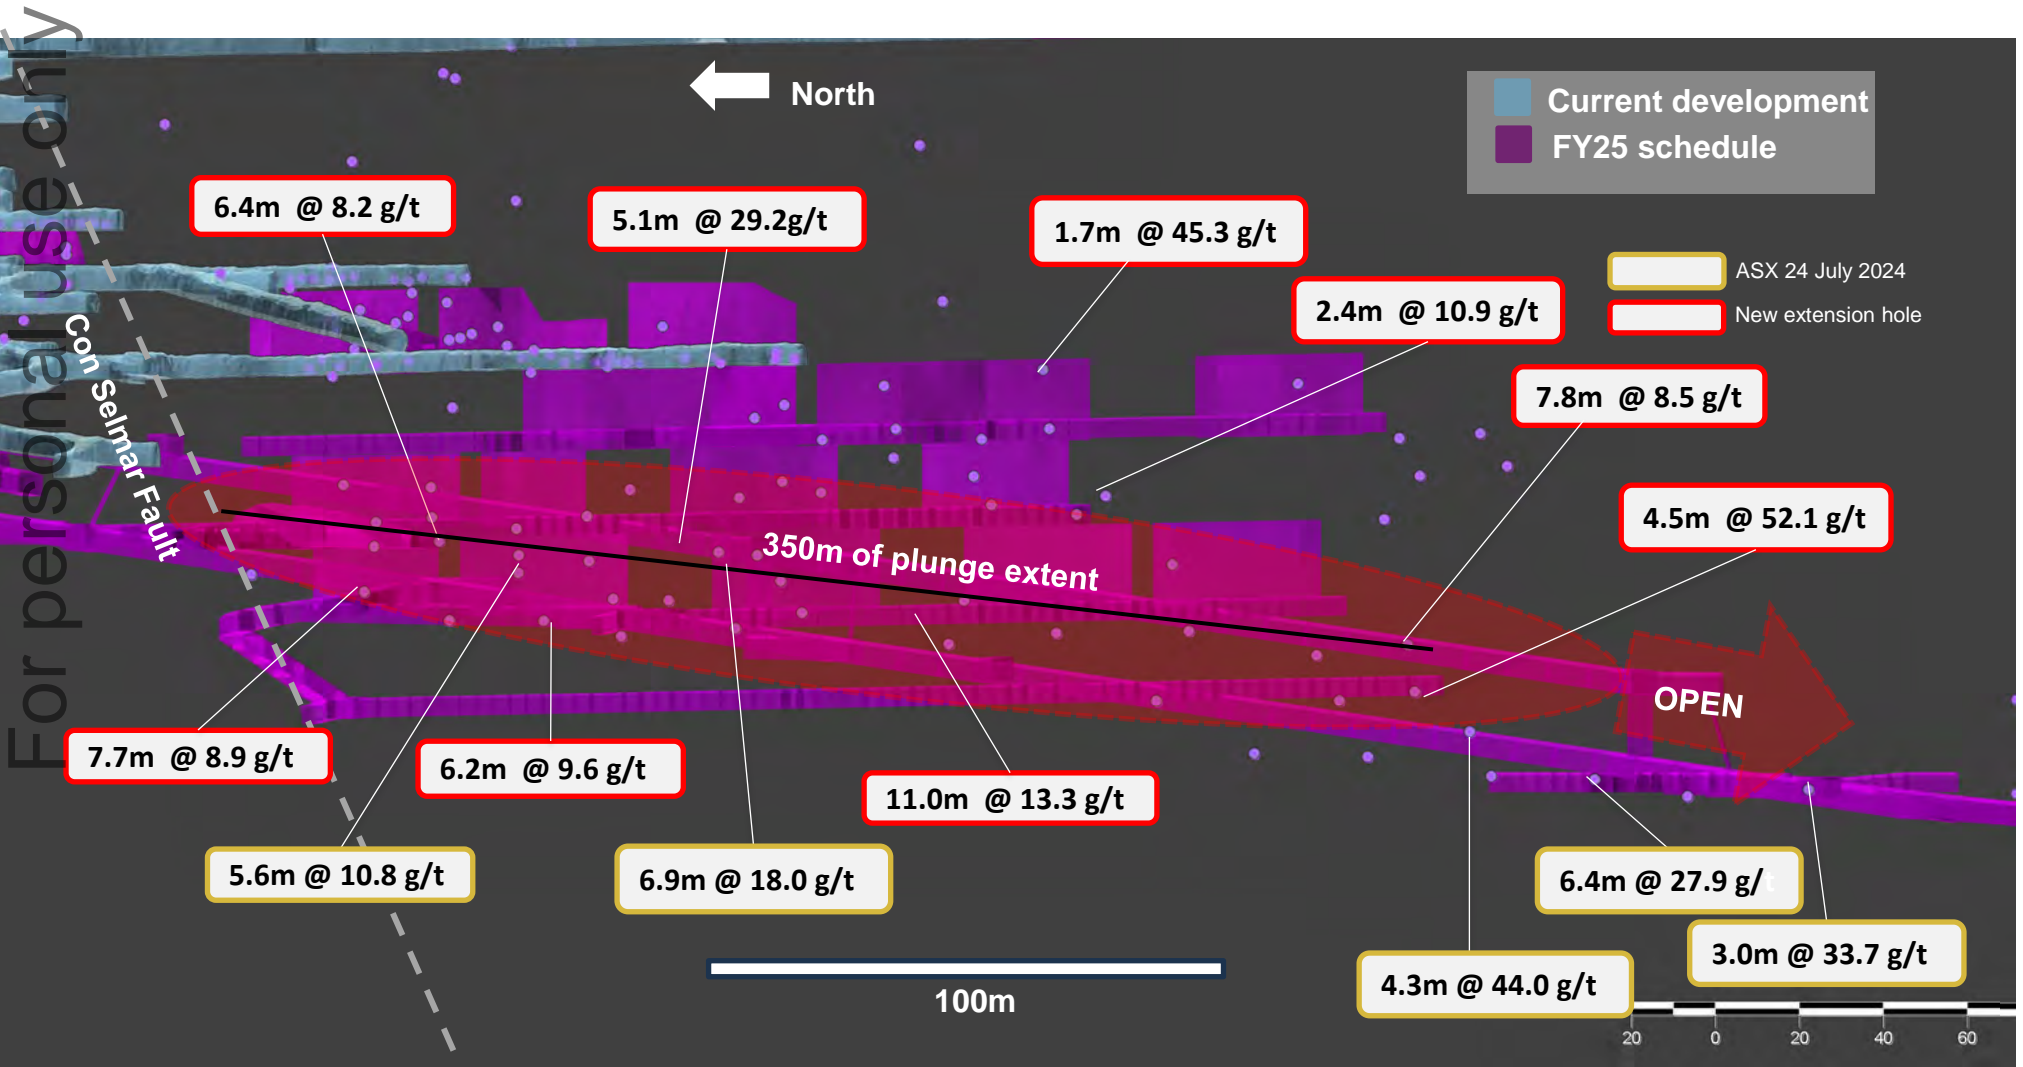 For personal use only
North
Current development
FY25 schedule
6.4m @ 8.2 g/t
5.1m @ 29.2g/t
1.7m @ 45.3 g/t
ASX 24 July 2024
2.4m @ 10.9 g/t
New extension hole
Con Selmar Fault
7.8m @ 8.5 g/t
4.5m @ 52.1 g/t
350m of plunge extent
OPEN
7.7m @ 8.9 g/t
6.2m @ 9.6 g/t
11.0m @ 13.3 g/t
5.6m @ 10.8 g/t
6.9m @ 18.0 g/t
6.4m @ 27.9 g/t
3.0m @ 33.7 g/t
4.3m @ 44.0 g/t
100m
20 0 20 40 60